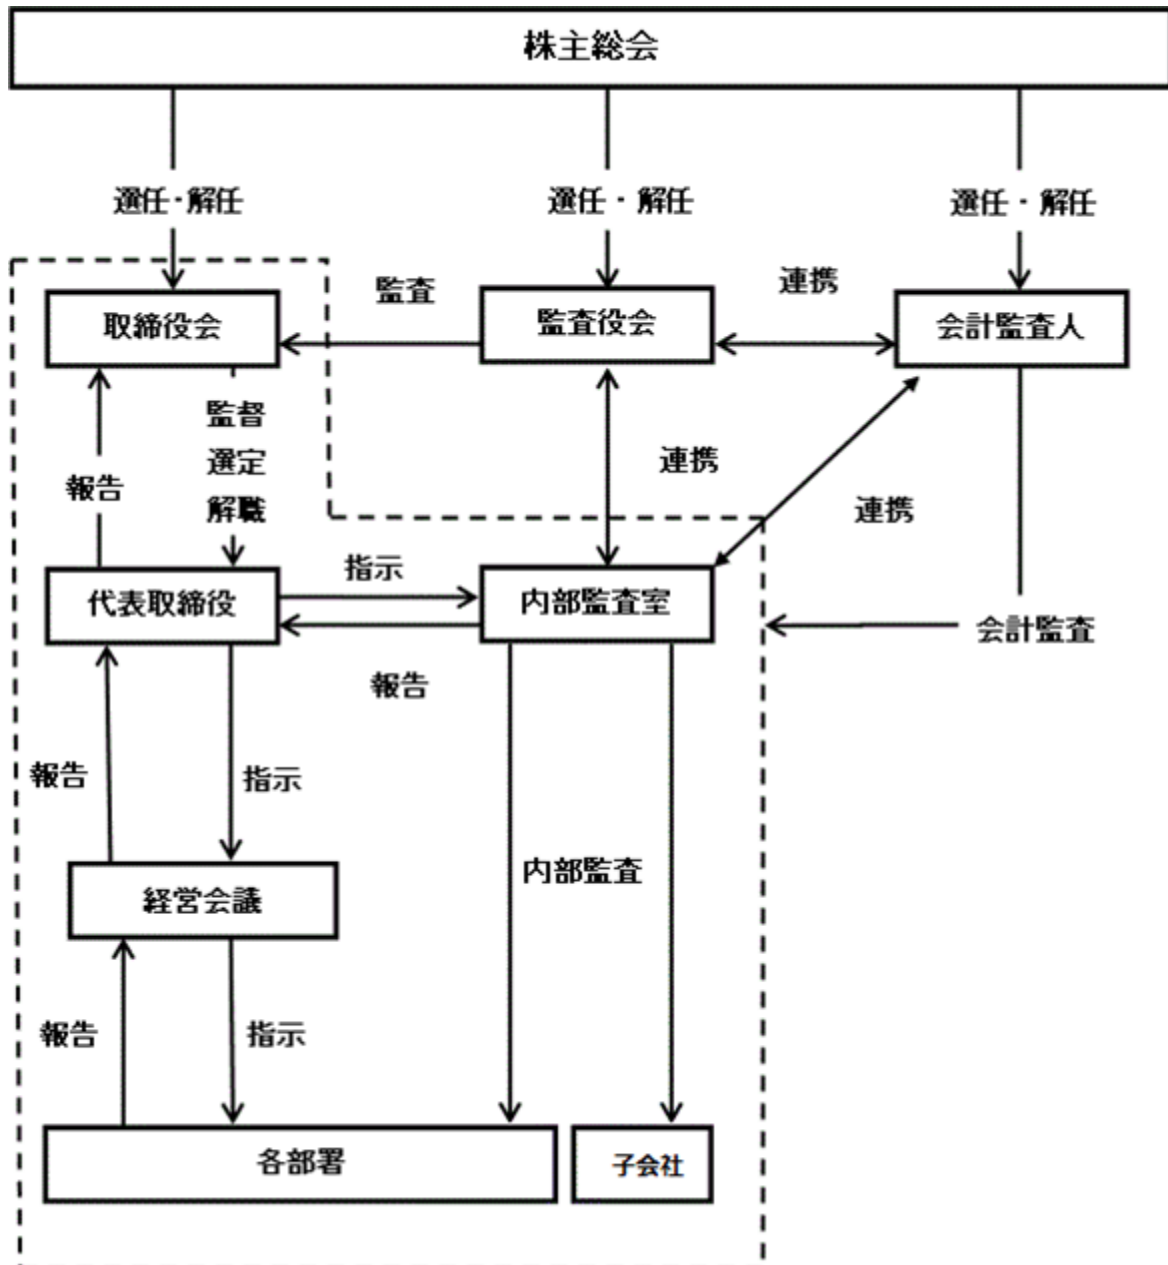 株主総会
選任・解任
選任・解任
選任・解任
取締役会
監査
監査役会
連携
会計監査人
監督
選定
解職
報告
連携
連携
代表取締役
指示
報告
内部監査室
会計監査
報告
指示
経営会議
内部監査
報告
指示
各部署
子会社